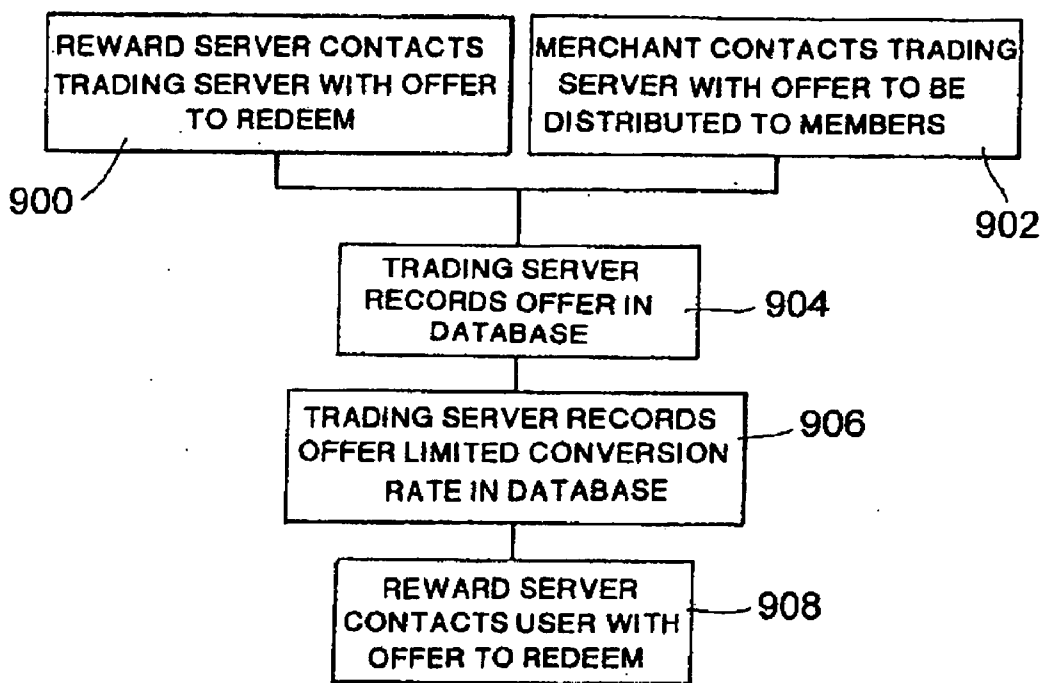 REWARD SERVER CONTACTS
TRADING SERVER WITH OFFER
TO REDEEM
900
MERCHANT CONTACTS TRADING
SERVER WITH OFFER TO BE
DISTRIBUTED TO MEMBERS
902
TRADING SERVER
RECORDS OFFER IN
DATABASE
904
TRADING SERVER RECORDS
OFFER LIMITED CONVERSION
RATE IN DATABASE
906
REWARD SERVER
CONTACTS USER WITH
OFFER TO REDEEM
908